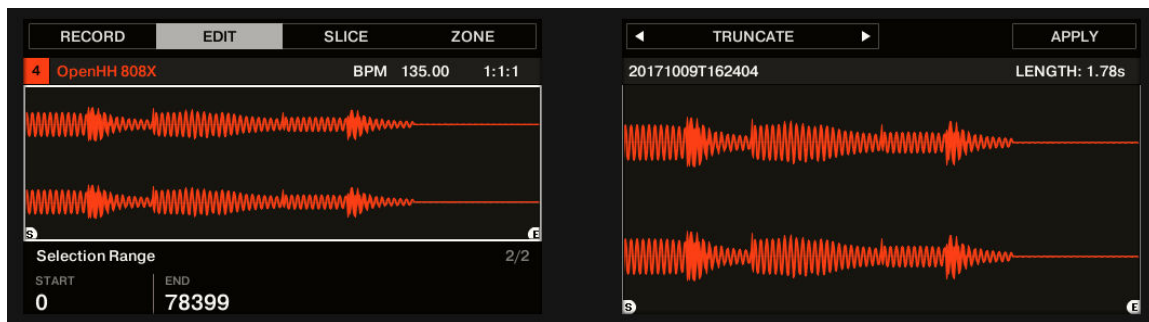 RECORD EDIT SLICE ZONE
4 OpenHH 808X BPM 135.00 1:1:1
S E
Selection Range 2/2
START END
0 78399
◀ TRUNCATE ▶ APPLY
20171009T162404 LENGTH: 1.78s
S E